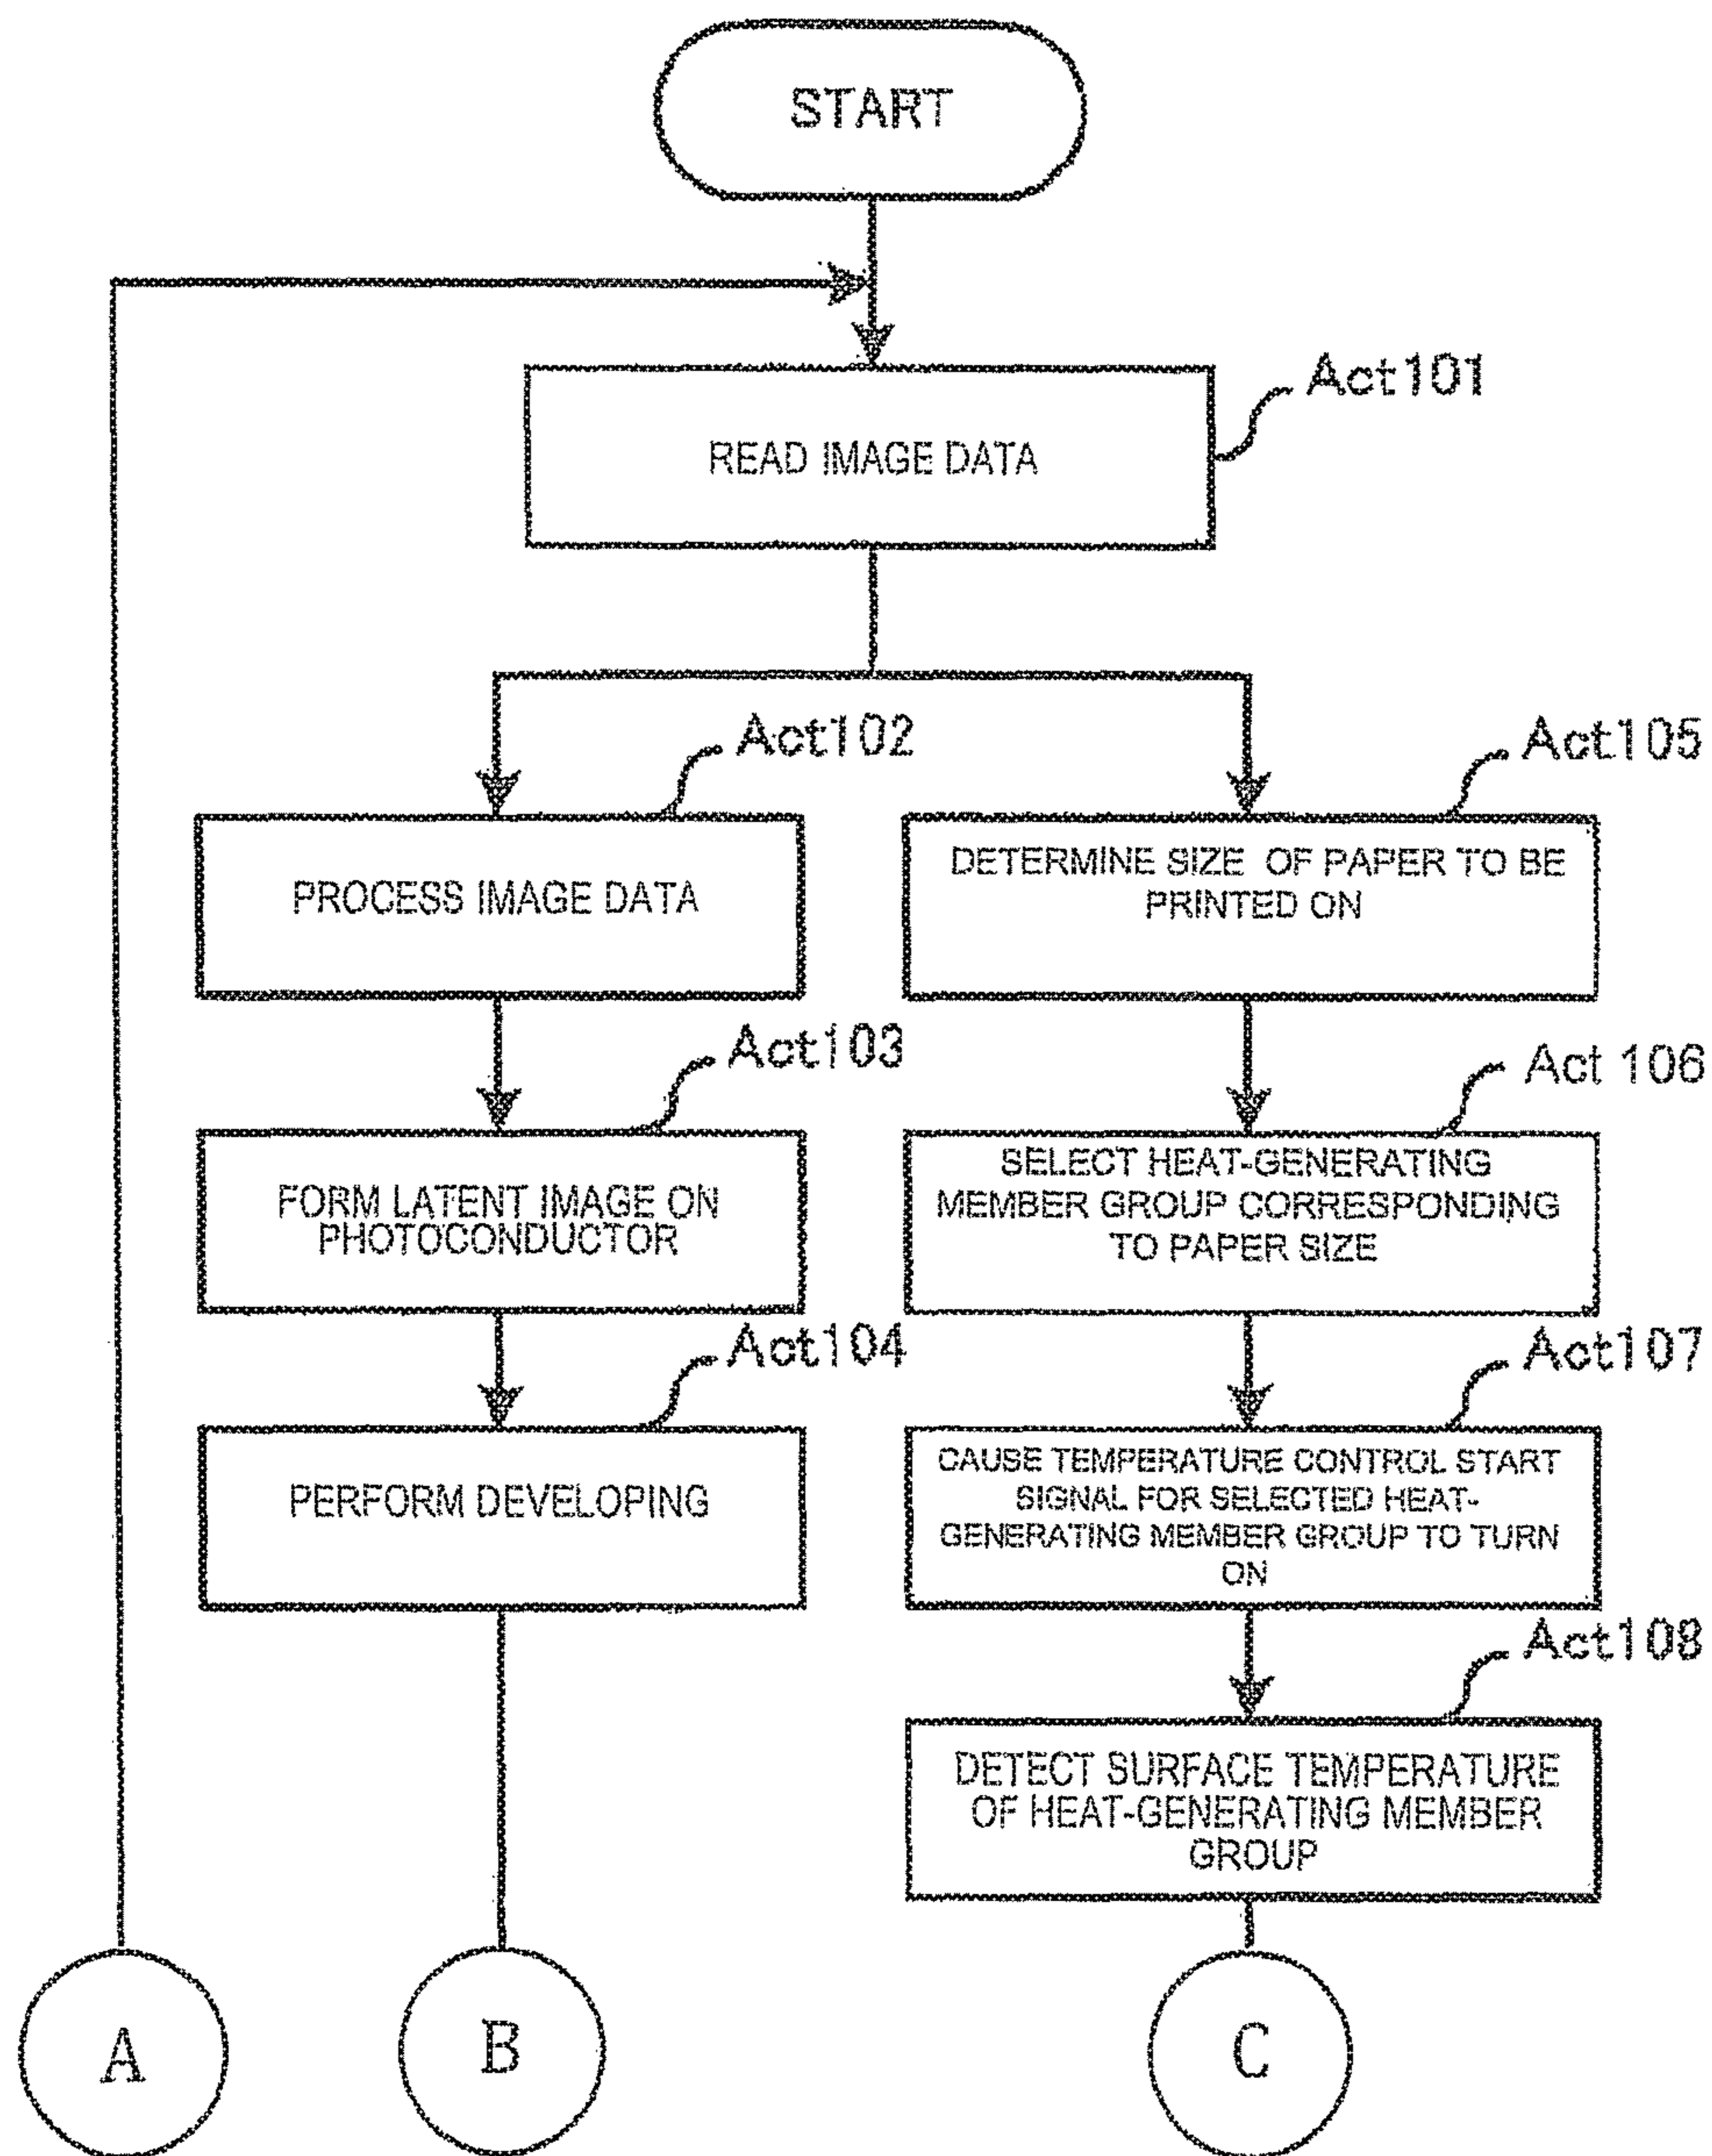 START
Act101
READ IMAGE DATA
Act102
PROCESS IMAGE DATA
Act103
FORM LATENT IMAGE ON
PHOTOCONDUCTOR
Act104
PERFORM DEVELOPING
Act105
DETERMINE SIZE OF PAPER TO BE
PRINTED ON
Act 106
SELECT HEAT-GENERATING
MEMBER GROUP CORRESPONDING
TO PAPER SIZE
Act107
CAUSE TEMPERATURE CONTROL START
SIGNAL FOR SELECTED HEAT-
GENERATING MEMBER GROUP TO TURN
ON
Act108
DETECT SURFACE TEMPERATURE
OF HEAT-GENERATING MEMBER
GROUP
A
B
C